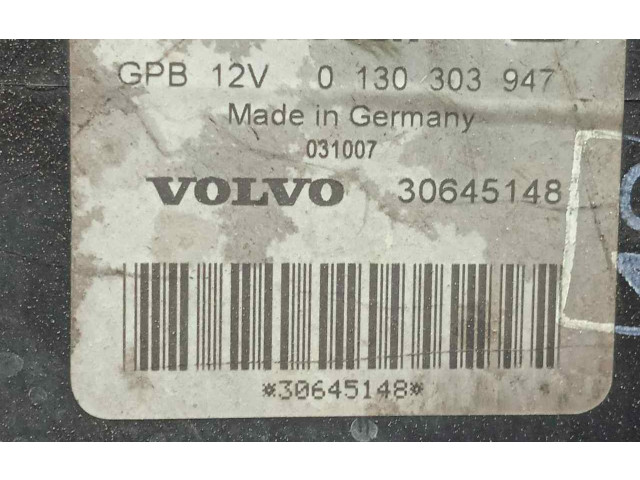 GPB 12V 0 130 303 947
Made in Germany
031007
VOLVO 30645148
*30645148*